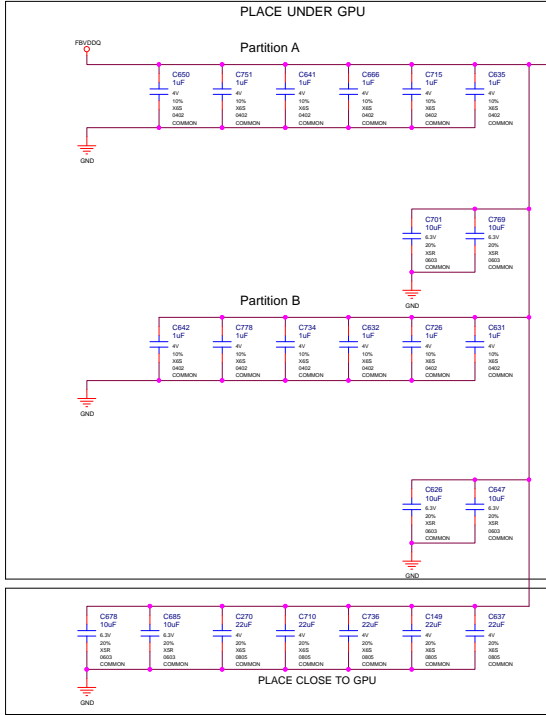 PLACE UNDER GPU
FBVDDQ
Partition A
C650 C751 C641 C666 C715 C635
1uF 1uF 1uF 1uF 1uF 1uF
4V 4V 4V 4V 4V 4V
10% 10% 10% 10% 10% 10%
X6S X6S X6S X6S X6S X6S
0402 0402 0402 0402 0402 0402
COMMON COMMON COMMON COMMON COMMON COMMON
GND
C701 C769
10uF 10uF
6.3V 6.3V
20% 20%
X5R X5R
0603 0603
COMMON COMMON
GND
Partition B
C642 C778 C734 C632 C726 C631
1uF 1uF 1uF 1uF 1uF 1uF
4V 4V 4V 4V 4V 4V
10% 10% 10% 10% 10% 10%
X6S X6S X6S X6S X6S X6S
0402 0402 0402 0402 0402 0402
COMMON COMMON COMMON COMMON COMMON COMMON
GND
C626 C647
10uF 10uF
6.3V 6.3V
20% 20%
X5R X5R
0603 0603
COMMON COMMON
GND
C678 C685 C270 C710 C736 C149 C637
10uF 10uF 22uF 22uF 22uF 22uF 22uF
6.3V 6.3V 4V 4V 4V 4V 4V
20% 20% 20% 20% 20% 20% 20%
X5R X5R X6S X6S X6S X6S X6S
0603 0603 0805 0805 0805 0805 0805
COMMON COMMON COMMON COMMON COMMON COMMON COMMON
PLACE CLOSE TO GPU
GND